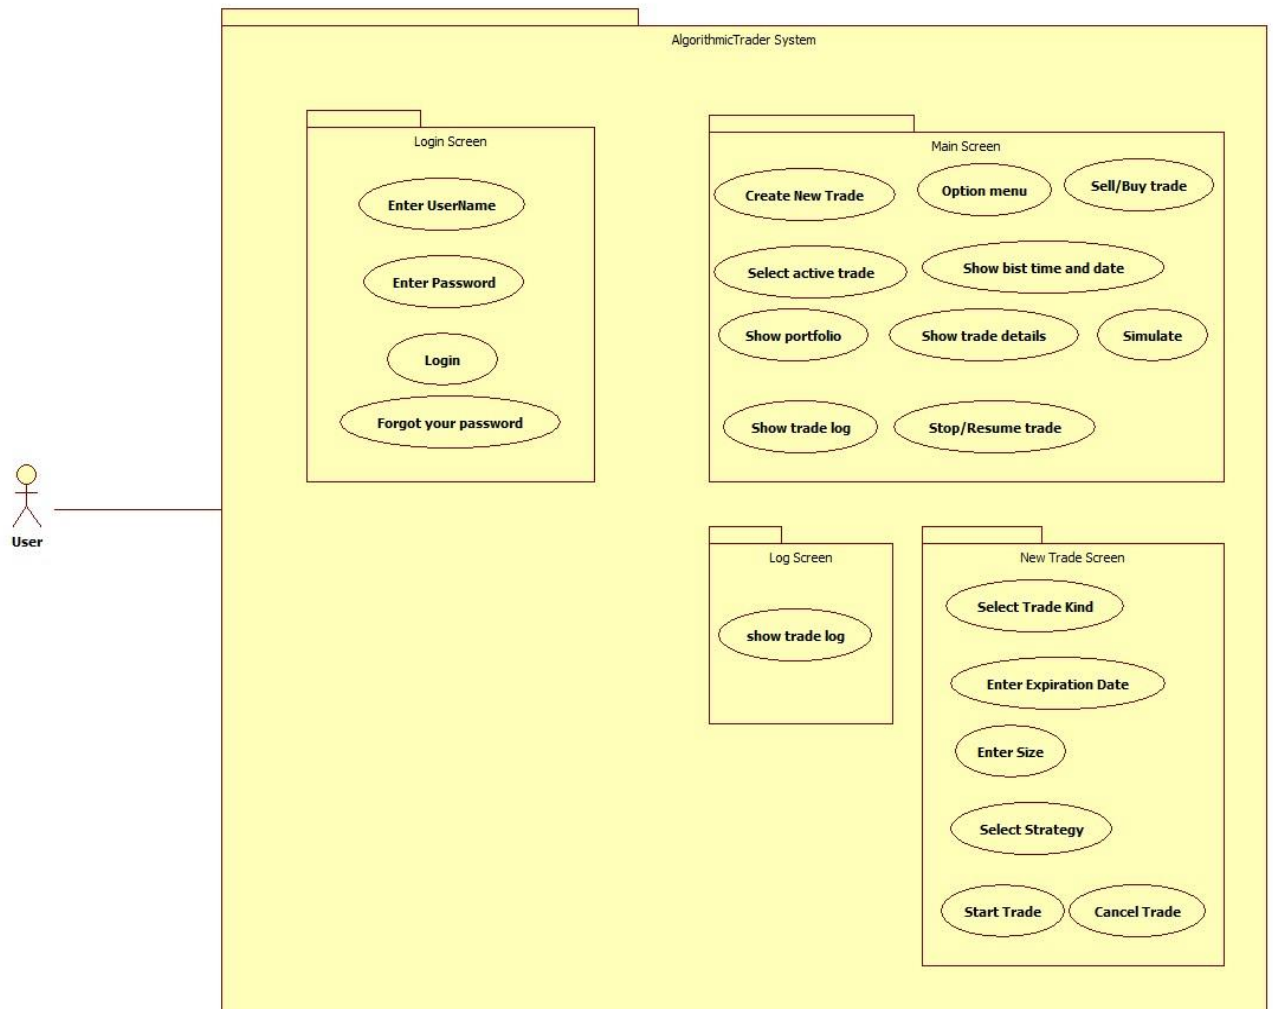 AlgorithmicTrader System
Login Screen
Enter UserName
Enter Password
Login
Forgot your password
Main Screen
Create New Trade
Option menu
Sell/Buy trade
Select active trade
Show bist time and date
Show portfolio
Show trade details
Simulate
Show trade log
Stop/Resume trade
User
Log Screen
show trade log
New Trade Screen
Select Trade Kind
Enter Expiration Date
Enter Size
Select Strategy
Start Trade
Cancel Trade